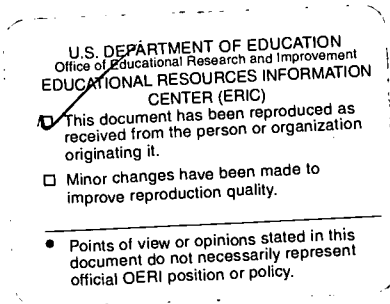 U.S. DEPARTMENT OF EDUCATION
Office of Educational Research and Improvement
EDUCATIONAL RESOURCES INFORMATION
CENTER (ERIC)
☐ This document has been reproduced as
received from the person or organization
originating it.
☐ Minor changes have been made to
improve reproduction quality.
● Points of view or opinions stated in this
document do not necessarily represent
official OERI position or policy.